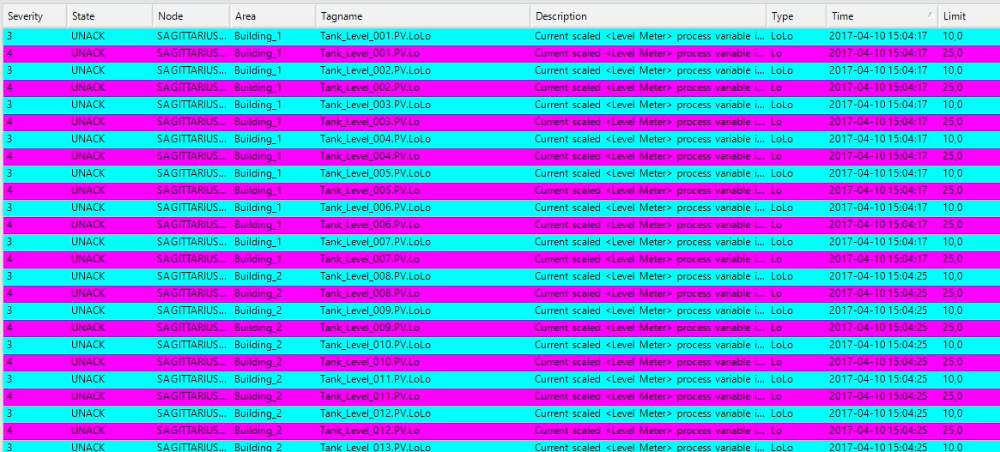 Severity State Node Area Tagname Description Type Time Limit
3 UNACK SAGITTARIUS... Building_1 Tank_Level_001.PV.LoLo Current scaled <Level Meter> process variable i... LoLo 2017-04-10 15:04:17 10,0
4 UNACK SAGITTARIUS... Building_1 Tank_Level_001.PV.Lo Current scaled <Level Meter> process variable i... Lo 2017-04-10 15:04:17 25,0
3 UNACK SAGITTARIUS... Building_1 Tank_Level_002.PV.LoLo Current scaled <Level Meter> process variable i... LoLo 2017-04-10 15:04:17 10,0
4 UNACK SAGITTARIUS... Building_1 Tank_Level_002.PV.Lo Current scaled <Level Meter> process variable i... Lo 2017-04-10 15:04:17 25,0
3 UNACK SAGITTARIUS... Building_1 Tank_Level_003.PV.LoLo Current scaled <Level Meter> process variable i... LoLo 2017-04-10 15:04:17 10,0
4 UNACK SAGITTARIUS... Building_1 Tank_Level_003.PV.Lo Current scaled <Level Meter> process variable i... Lo 2017-04-10 15:04:17 25,0
3 UNACK SAGITTARIUS... Building_1 Tank_Level_004.PV.LoLo Current scaled <Level Meter> process variable i... LoLo 2017-04-10 15:04:17 10,0
4 UNACK SAGITTARIUS... Building_1 Tank_Level_004.PV.Lo Current scaled <Level Meter> process variable i... Lo 2017-04-10 15:04:17 25,0
3 UNACK SAGITTARIUS... Building_1 Tank_Level_005.PV.LoLo Current scaled <Level Meter> process variable i... LoLo 2017-04-10 15:04:17 10,0
4 UNACK SAGITTARIUS... Building_1 Tank_Level_005.PV.Lo Current scaled <Level Meter> process variable i... Lo 2017-04-10 15:04:17 25,0
3 UNACK SAGITTARIUS... Building_1 Tank_Level_006.PV.LoLo Current scaled <Level Meter> process variable i... LoLo 2017-04-10 15:04:17 10,0
4 UNACK SAGITTARIUS... Building_1 Tank_Level_006.PV.Lo Current scaled <Level Meter> process variable i... Lo 2017-04-10 15:04:17 25,0
3 UNACK SAGITTARIUS... Building_1 Tank_Level_007.PV.LoLo Current scaled <Level Meter> process variable i... LoLo 2017-04-10 15:04:17 10,0
4 UNACK SAGITTARIUS... Building_1 Tank_Level_007.PV.Lo Current scaled <Level Meter> process variable i... Lo 2017-04-10 15:04:17 25,0
3 UNACK SAGITTARIUS... Building_2 Tank_Level_008.PV.LoLo Current scaled <Level Meter> process variable i... LoLo 2017-04-10 15:04:25 10,0
4 UNACK SAGITTARIUS... Building_2 Tank_Level_008.PV.Lo Current scaled <Level Meter> process variable i... Lo 2017-04-10 15:04:25 25,0
3 UNACK SAGITTARIUS... Building_2 Tank_Level_009.PV.LoLo Current scaled <Level Meter> process variable i... LoLo 2017-04-10 15:04:25 10,0
4 UNACK SAGITTARIUS... Building_2 Tank_Level_009.PV.Lo Current scaled <Level Meter> process variable i... Lo 2017-04-10 15:04:25 25,0
3 UNACK SAGITTARIUS... Building_2 Tank_Level_010.PV.LoLo Current scaled <Level Meter> process variable i... LoLo 2017-04-10 15:04:25 10,0
4 UNACK SAGITTARIUS... Building_2 Tank_Level_010.PV.Lo Current scaled <Level Meter> process variable i... Lo 2017-04-10 15:04:25 25,0
3 UNACK SAGITTARIUS... Building_2 Tank_Level_011.PV.LoLo Current scaled <Level Meter> process variable i... LoLo 2017-04-10 15:04:25 10,0
4 UNACK SAGITTARIUS... Building_2 Tank_Level_011.PV.Lo Current scaled <Level Meter> process variable i... Lo 2017-04-10 15:04:25 25,0
3 UNACK SAGITTARIUS... Building_2 Tank_Level_012.PV.LoLo Current scaled <Level Meter> process variable i... LoLo 2017-04-10 15:04:25 10,0
4 UNACK SAGITTARIUS... Building_2 Tank_Level_012.PV.Lo Current scaled <Level Meter> process variable i... Lo 2017-04-10 15:04:25 25,0
3 UNACK SAGITTARIUS... Building_2 Tank_Level_013.PV.LoLo Current scaled <Level Meter> process variable i... LoLo 2017-04-10 15:04:25 10,0